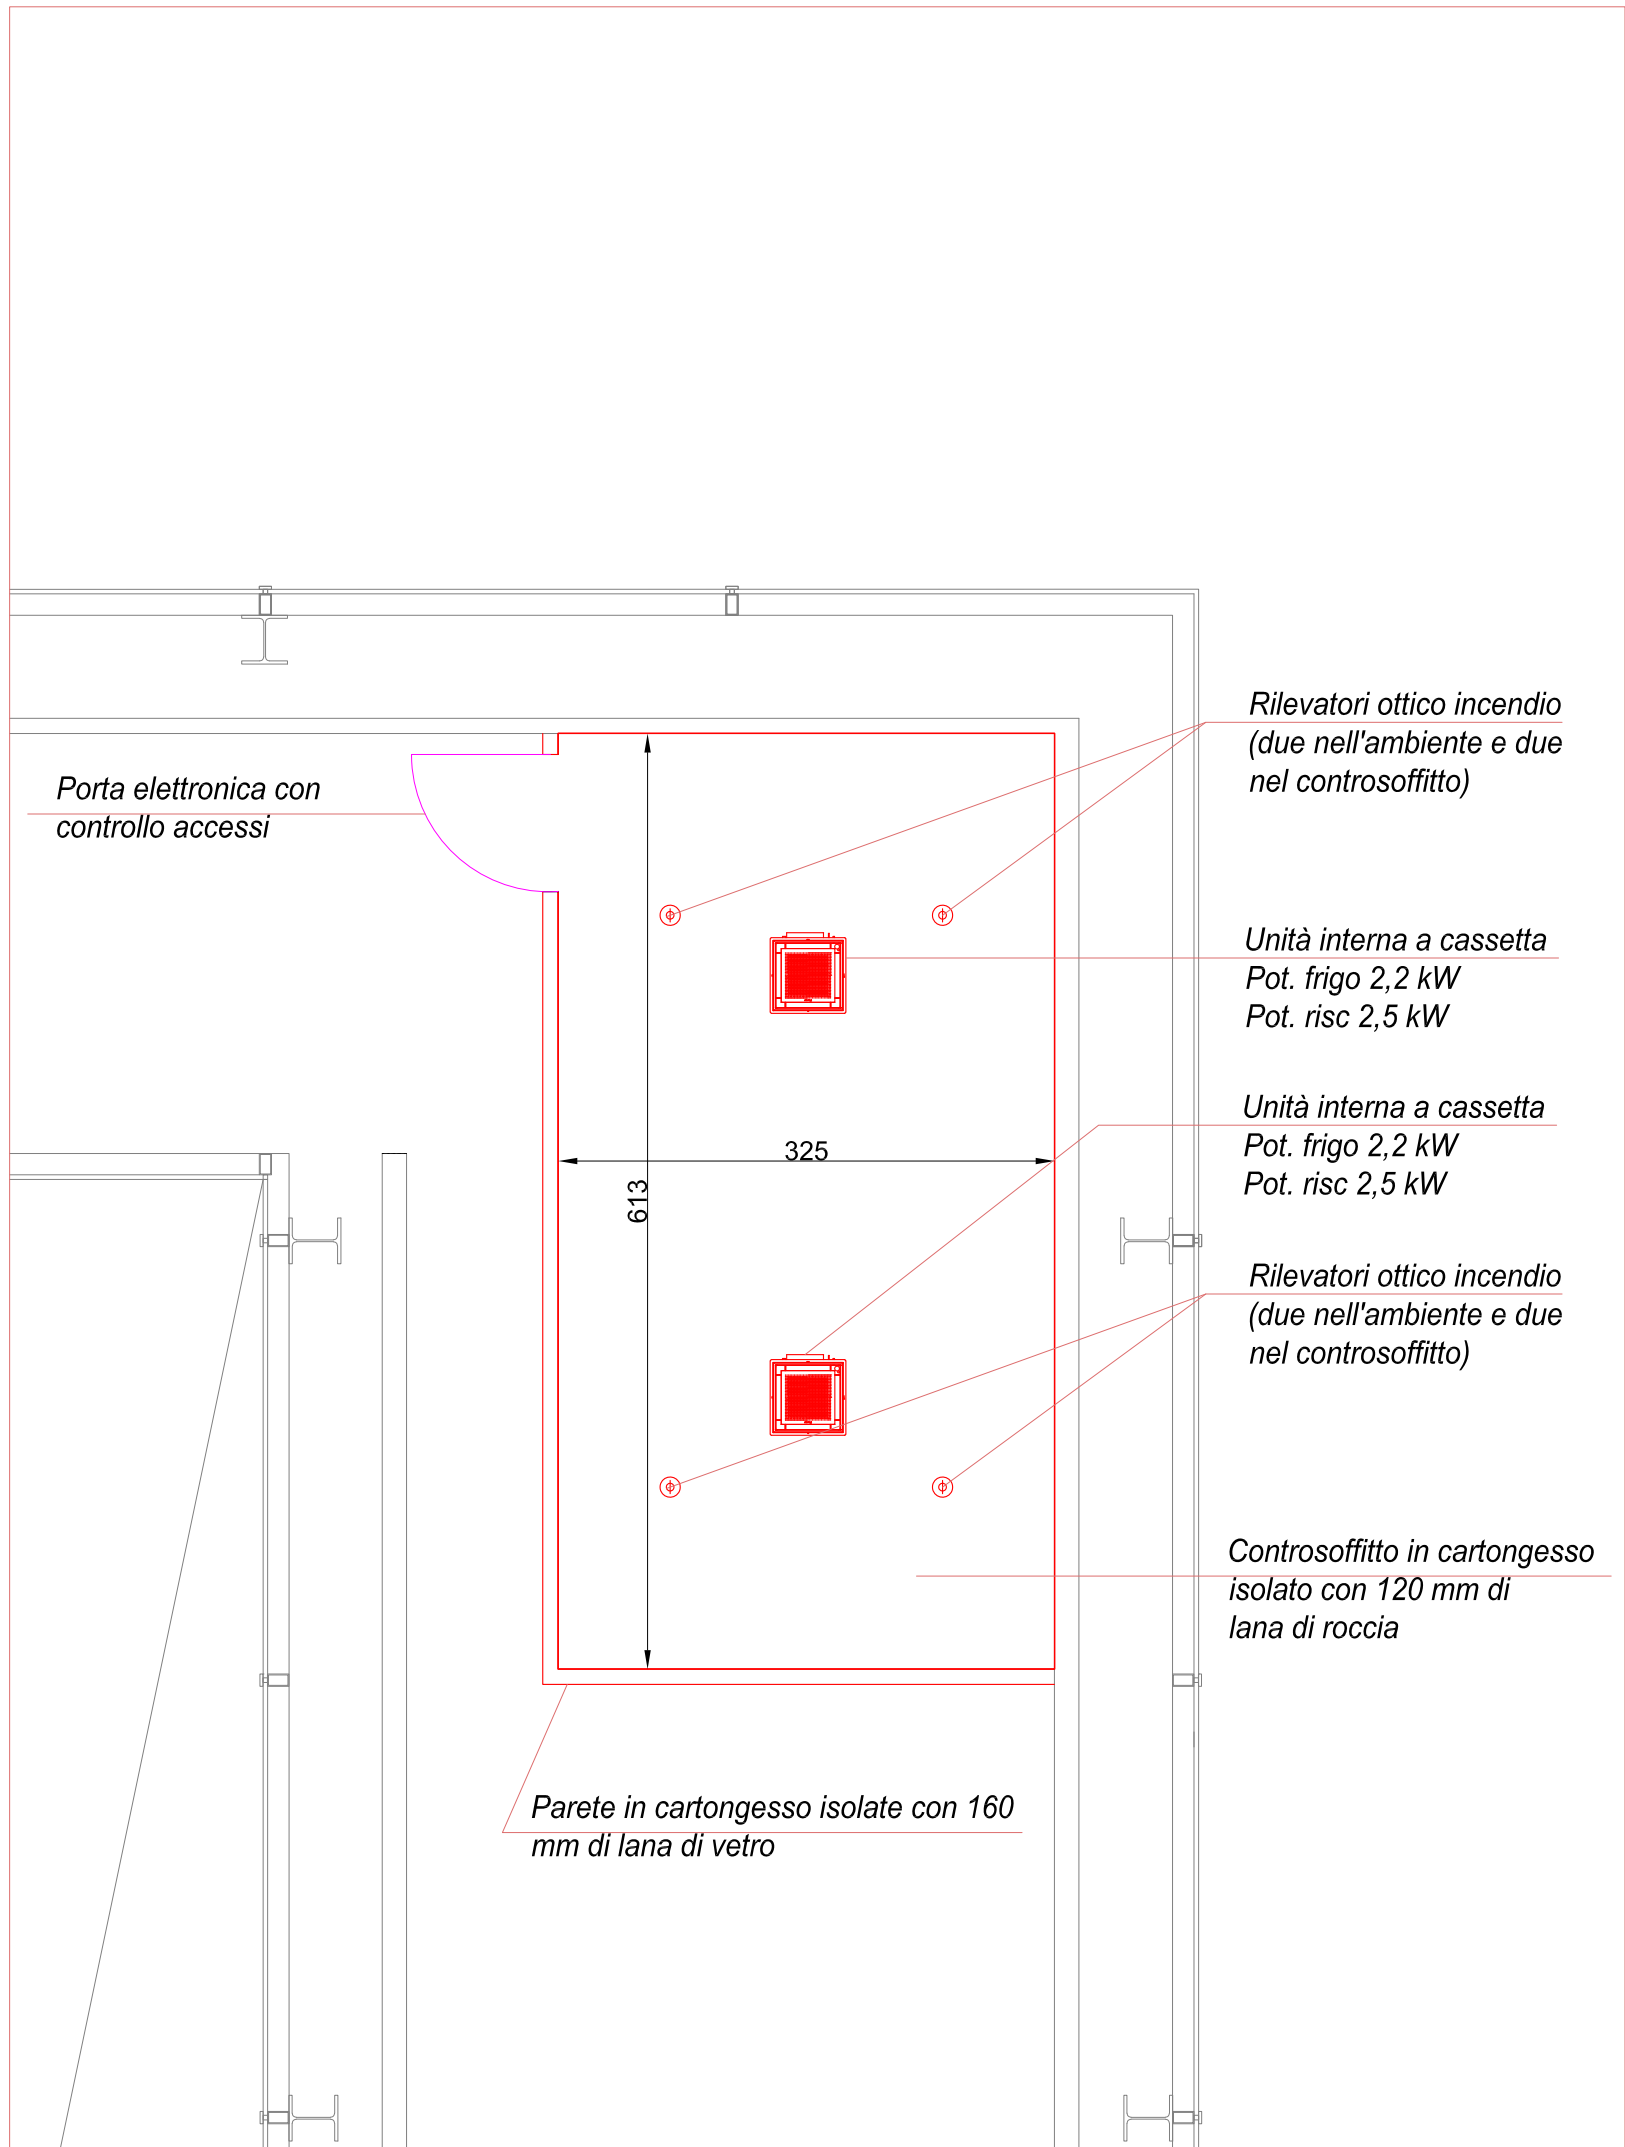 Rilevatori ottico incendio
(due nell'ambiente e due
nel controsoffitto)
Porta elettronica con
controllo accessi
Unità interna a cassetta
Pot. frigo 2,2 kW
Pot. risc 2,5 kW
Unità interna a cassetta
Pot. frigo 2,2 kW
Pot. risc 2,5 kW
325
613
Rilevatori ottico incendio
(due nell'ambiente e due
nel controsoffitto)
Controsoffitto in cartongesso
isolato con 120 mm di
lana di roccia
Parete in cartongesso isolate con 160
mm di lana di vetro